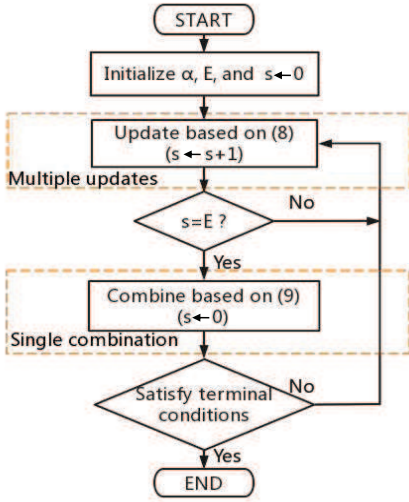 START
Initialize α, E, and s←0
Update based on (8)
(s←s+1)
Multiple updates
No
s=E ?
Yes
Combine based on (9)
(s←0)
Single combination
No
Satisfy terminal
conditions
Yes
END